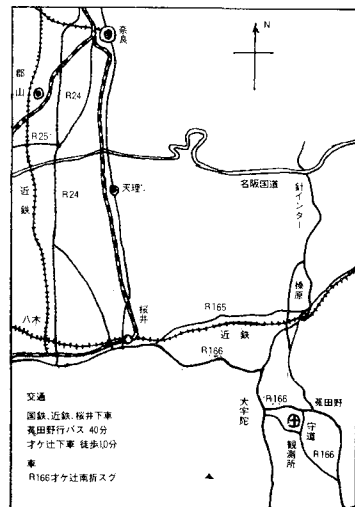 奈良
N
郡山
R24
R25
近鉄
R24
天理
名阪国道
針インター
八木
桜井
R165
近鉄
榛原
R166
大宇陀
R166
菟田野
守道
観測所
R166
交通
国鉄、近鉄、桜井下車
菟田野行バス 40分
才ケ辻下車 徒歩10分
車
R166才ケ辻南折スグ